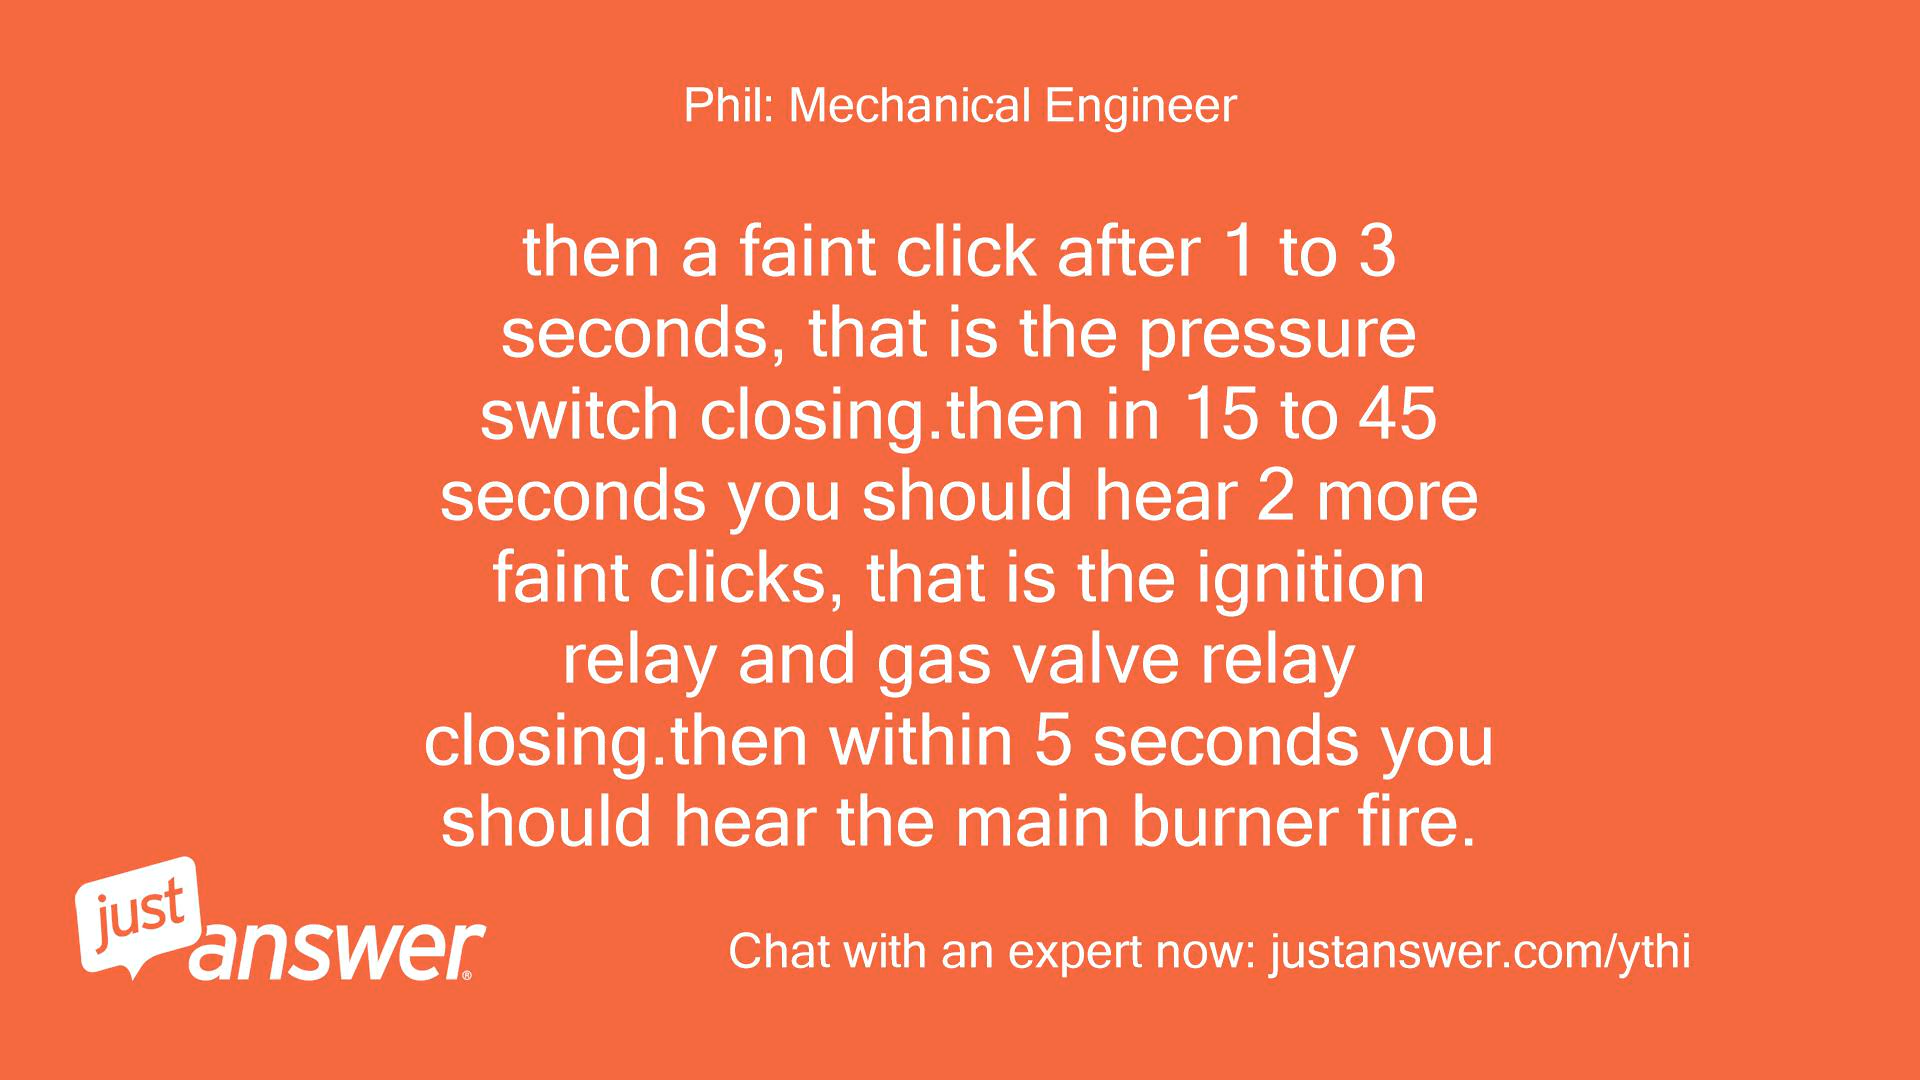 Phil: Mechanical Engineer
then a faint click after 1 to 3
seconds, that is the pressure
switch closing.then in 15 to 45
seconds you should hear 2 more
faint clicks, that is the ignition
relay and gas valve relay
closing.then within 5 seconds you
should hear the main burner fire.
just
answer®
Chat with an expert now: justanswer.com/ythi